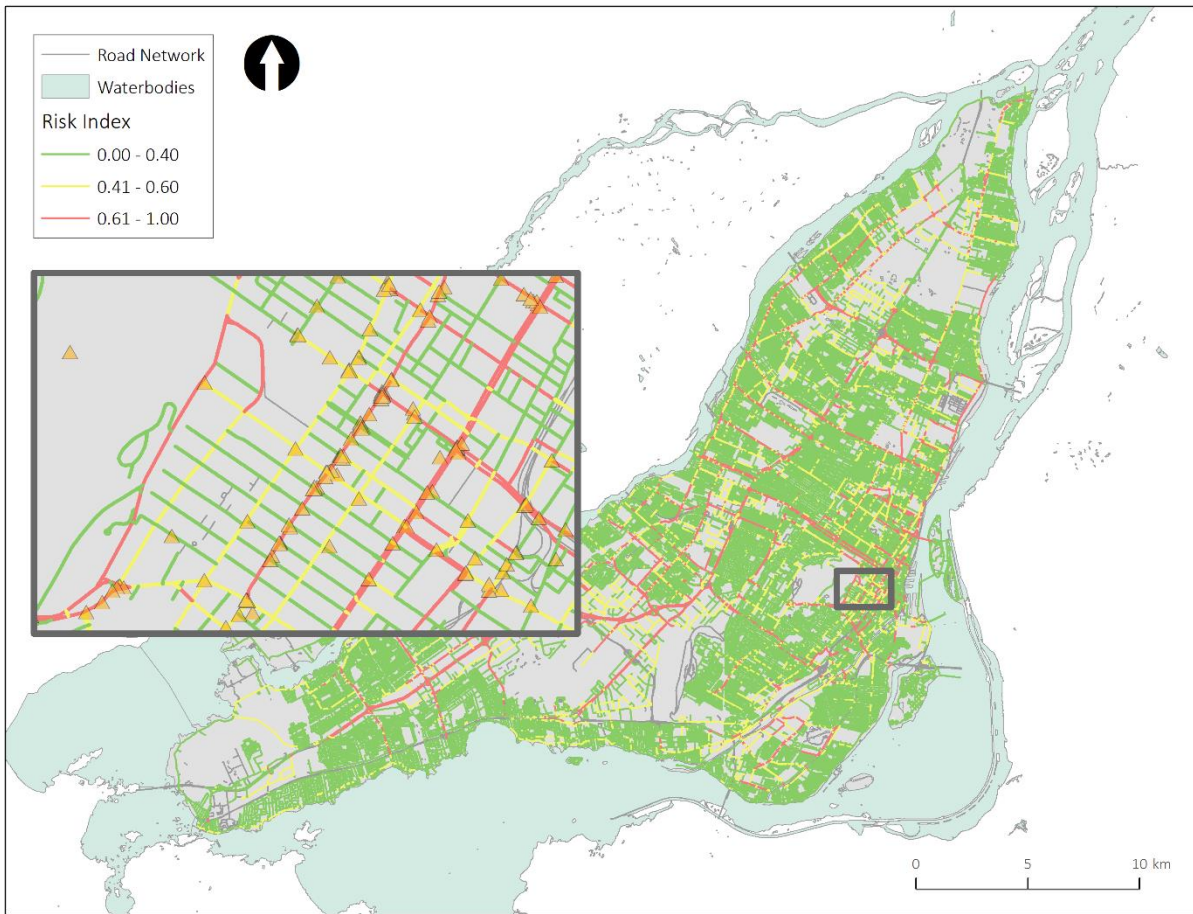 Road Network
Waterbodies
Risk Index
0.00 - 0.40
0.41 - 0.60
0.61 - 1.00
0 5 10 km